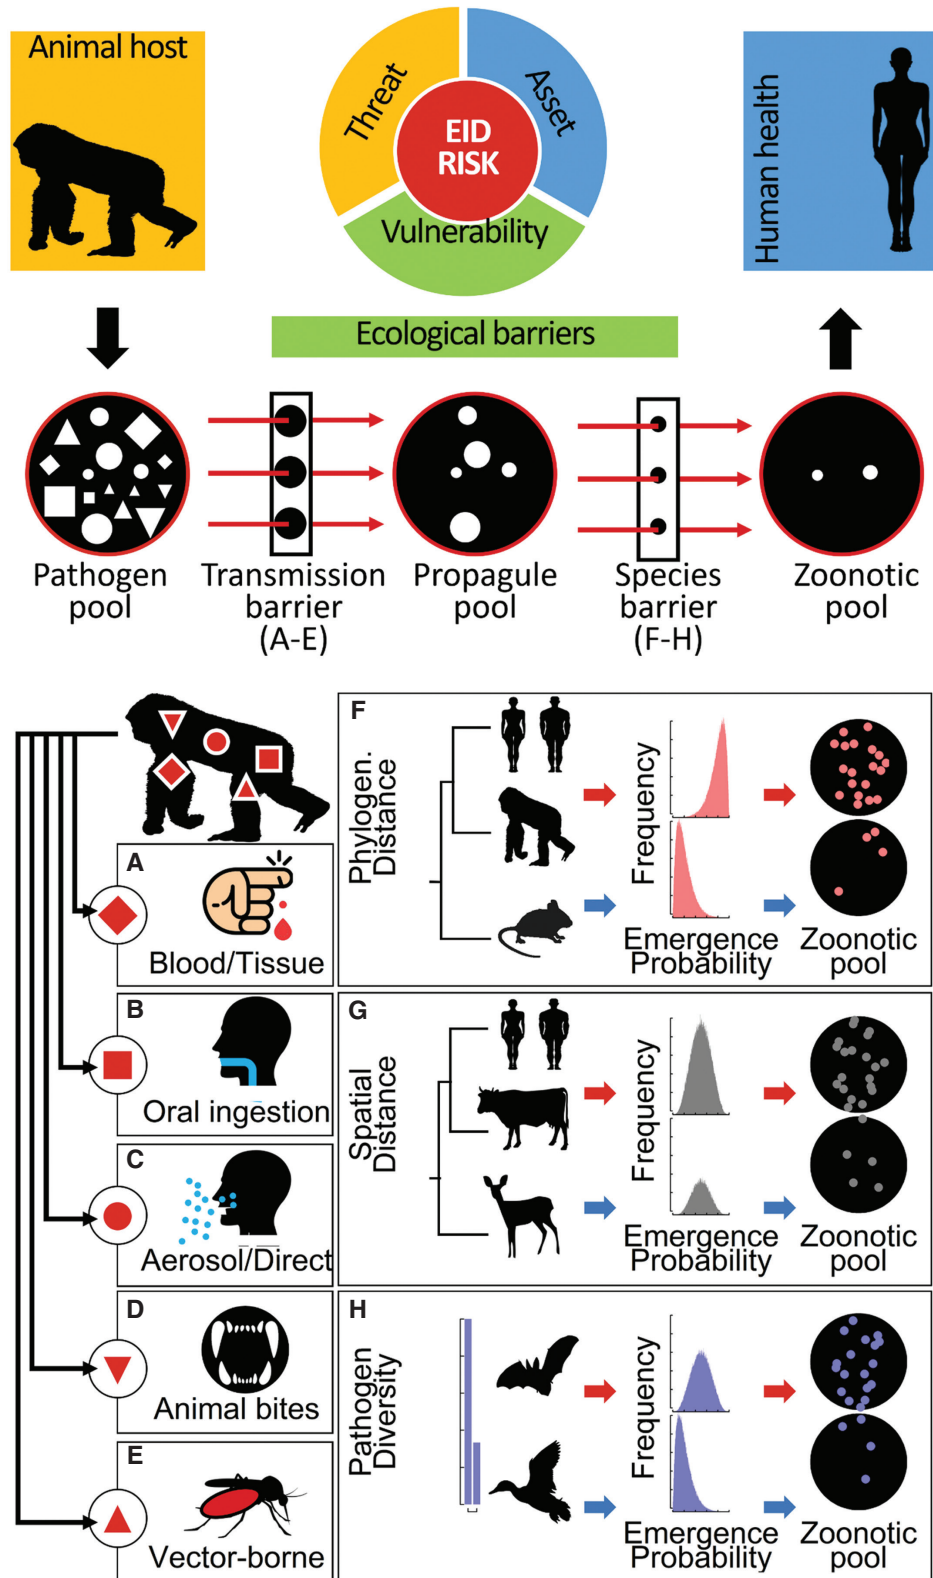 Animal host
Threat
Asset
EID
RISK
Vulnerability
Human health
Ecological barriers
Pathogen
pool
Transmission
barrier
(A-E)
Propagule
pool
Species
barrier
(F-H)
Zoonotic
pool
A
Blood/Tissue
B
Oral ingestion
C
Aerosol/Direct
D
Animal bites
E
Vector-borne
F
Phylogen.
Distance
Frequency
Emergence
Probability
Zoonotic
pool
G
Spatial
Distance
Frequency
Emergence
Probability
Zoonotic
pool
H
Pathogen
Diversity
Frequency
Emergence
Probability
Zoonotic
pool